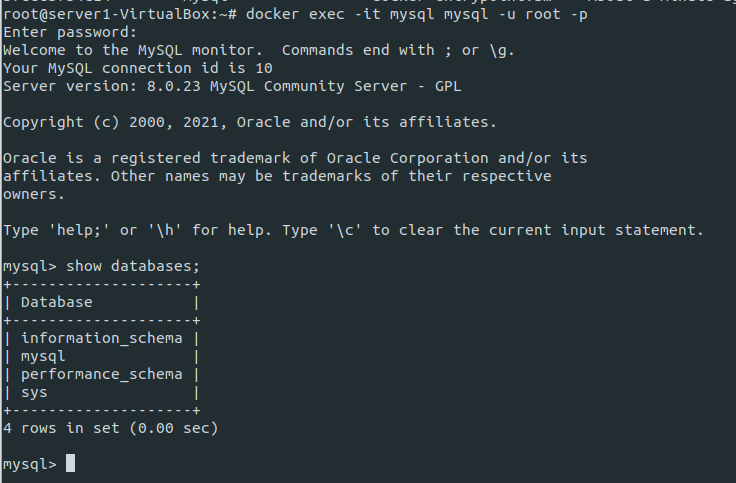 root@server1-VirtualBox:~# docker exec -it mysql mysql -u root -p
Enter password:
Welcome to the MySQL monitor.  Commands end with ; or \g.
Your MySQL connection id is 10
Server version: 8.0.23 MySQL Community Server - GPL

Copyright (c) 2000, 2021, Oracle and/or its affiliates.

Oracle is a registered trademark of Oracle Corporation and/or its
affiliates. Other names may be trademarks of their respective
owners.

Type 'help;' or '\h' for help. Type '\c' to clear the current input statement.

mysql> show databases;
+--------------------+
| Database           |
+--------------------+
| information_schema |
| mysql              |
| performance_schema |
| sys                |
+--------------------+
4 rows in set (0.00 sec)

mysql>